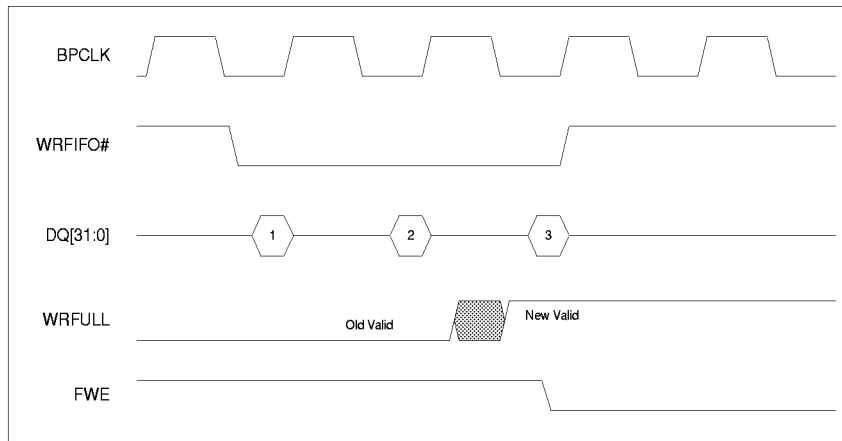 BPCLK
WRFIFO#
DQ[31:0]
1
2
3
WRFULL
Old Valid
New Valid
FWE